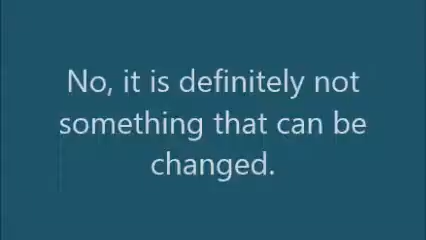 No, it is definitely not
something that can be
changed.